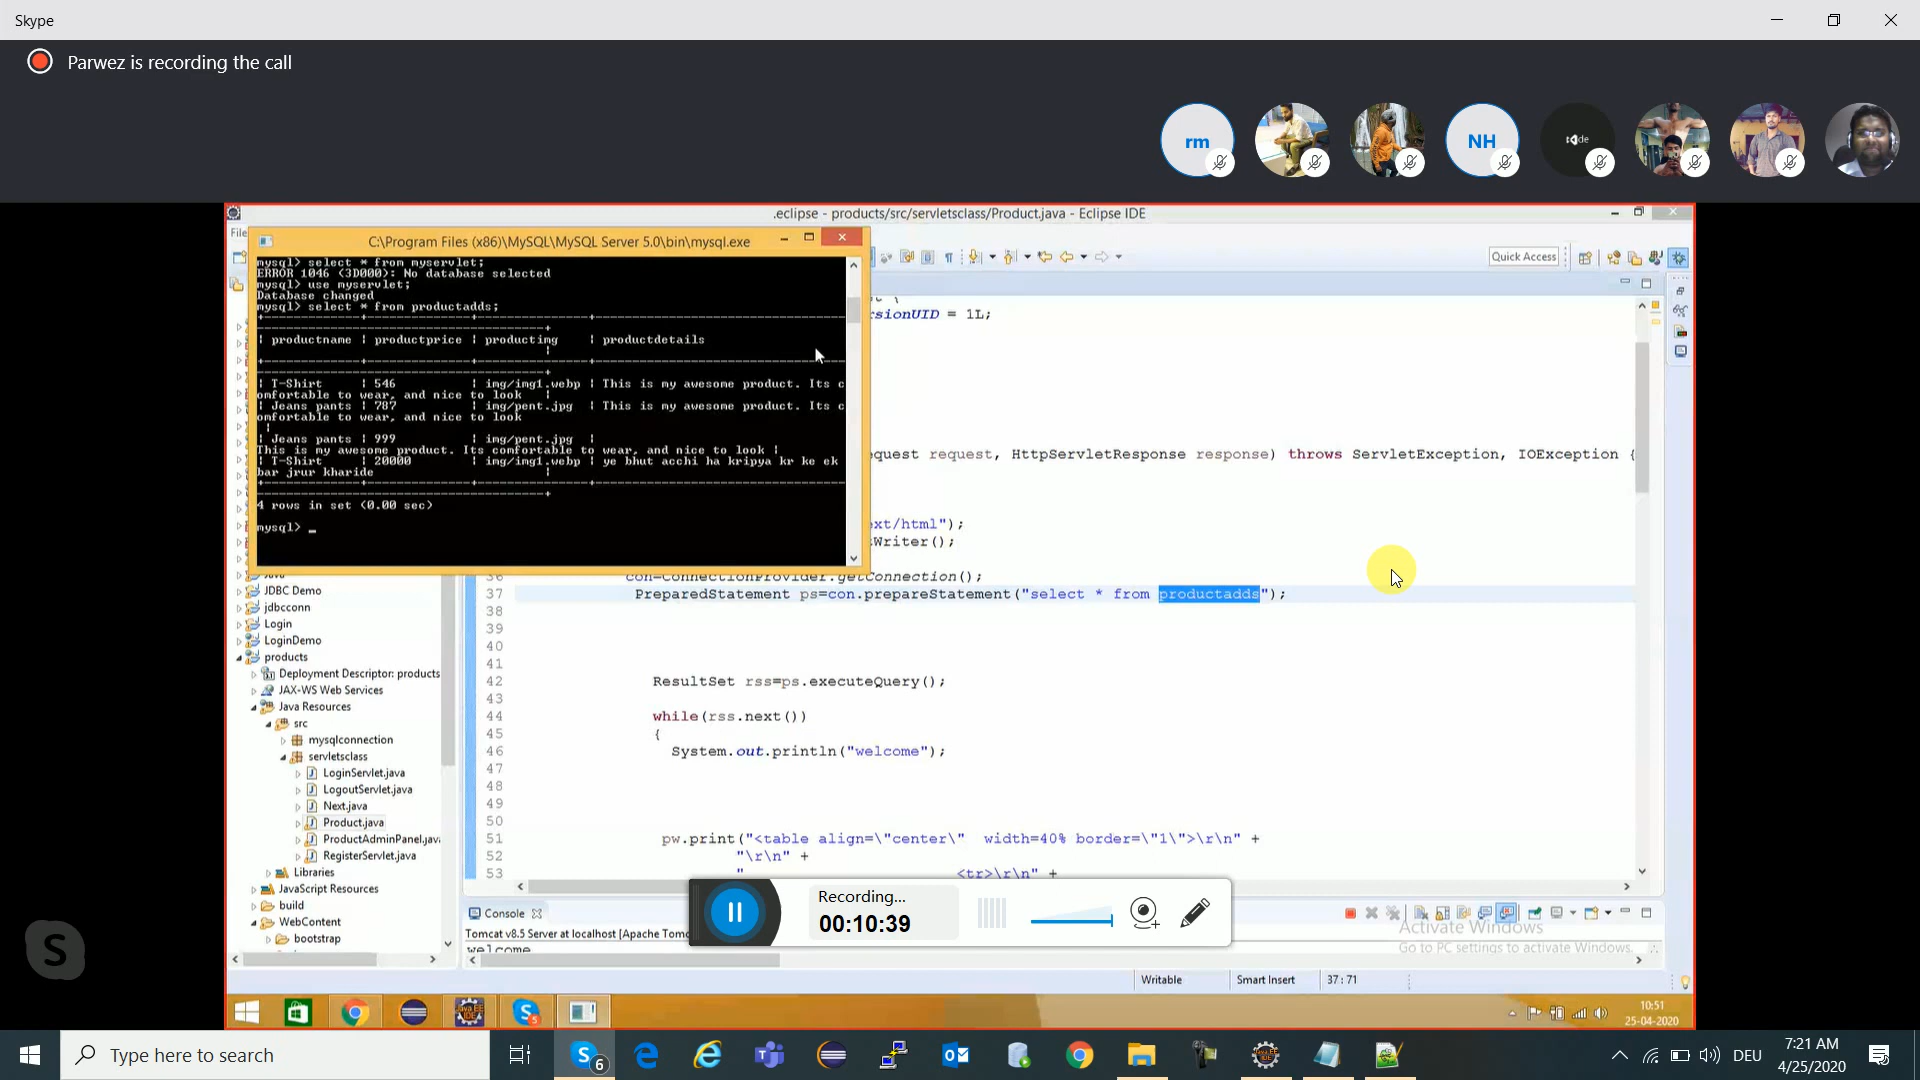 Skype
Parwez is recording the call
rm
NH
.eclipse - products/src/servletsclass/Product.java - Eclipse IDE
File
C:\Program Files (x86)\MySQL\MySQL Server 5.0\bin\mysql.exe
mysql> select * from myservlet;
ERROR 1046 (3D000): No database selected
mysql> use myservlet;
Database changed
mysql> select * from productadds;
| productname | productprice | productimg | productdetails
|
| T-Shirt | 546 | img/img1.webp | This is my awesome product. Its c
omfortable to wear, and nice to look |
| Jeans pants | 787 | img/pent.jpg | This is my awesome product. Its c
omfortable to wear, and nice to look
|
| Jeans pants | 999 | img/pent.jpg |
This is my awesome product. Its comfortable to wear, and nice to look |
| T-Shirt | 20000 | img/img1.webp | ye bhut acchi ha kripya kr ke ek
bar jrur kharide |
4 rows in set (0.00 sec)
mysql> _
Quick Access
rsionUID = 1L;
quest request, HttpServletResponse response) throws ServletException, IOException {
xt/html");
Writer();
36 con=ConnectionProvider.getConnection();
37 PreparedStatement ps=con.prepareStatement("select * from productadds");
38
39
40
41
42 ResultSet rss=ps.executeQuery();
43
44 while(rss.next())
45 {
46 System.out.println("welcome");
47
48
49
50
51 pw.print("<table align=\"center\" width=40% border=\"1\">\r\n" +
52 "\r\n" +
53 " <tr>\r\n" +
Java
JDBC Demo
jdbcconn
Login
LoginDemo
products
Deployment Descriptor: products
JAX-WS Web Services
Java Resources
src
mysqlconnection
servletsclass
LoginServlet.java
LogoutServlet.java
Next.java
Product.java
ProductAdminPanel.java
RegisterServlet.java
Libraries
JavaScript Resources
build
WebContent
bootstrap
Console
Tomcat v8.5 Server at localhost [Apache Tomc
welcome
Recording...
00:10:39
Activate Windows
Go to PC settings to activate Windows.
Writable
Smart Insert
37 : 71
10:51
25-04-2020
Type here to search
6
DEU
7:21 AM
4/25/2020